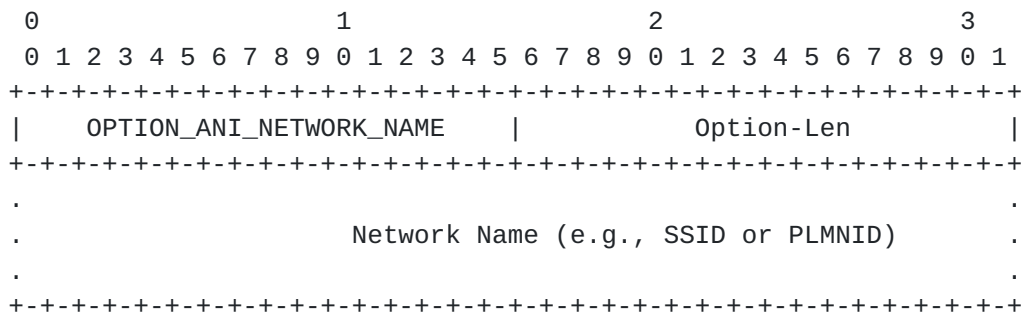 0                   1                   2                   3
0 1 2 3 4 5 6 7 8 9 0 1 2 3 4 5 6 7 8 9 0 1 2 3 4 5 6 7 8 9 0 1
+-+-+-+-+-+-+-+-+-+-+-+-+-+-+-+-+-+-+-+-+-+-+-+-+-+-+-+-+-+-+-+-+
|    OPTION_ANI_NETWORK_NAME    |           Option-Len          |
+-+-+-+-+-+-+-+-+-+-+-+-+-+-+-+-+-+-+-+-+-+-+-+-+-+-+-+-+-+-+-+-+
.                                                               .
.                     Network Name (e.g., SSID or PLMNID)       .
.                                                               .
+-+-+-+-+-+-+-+-+-+-+-+-+-+-+-+-+-+-+-+-+-+-+-+-+-+-+-+-+-+-+-+-+